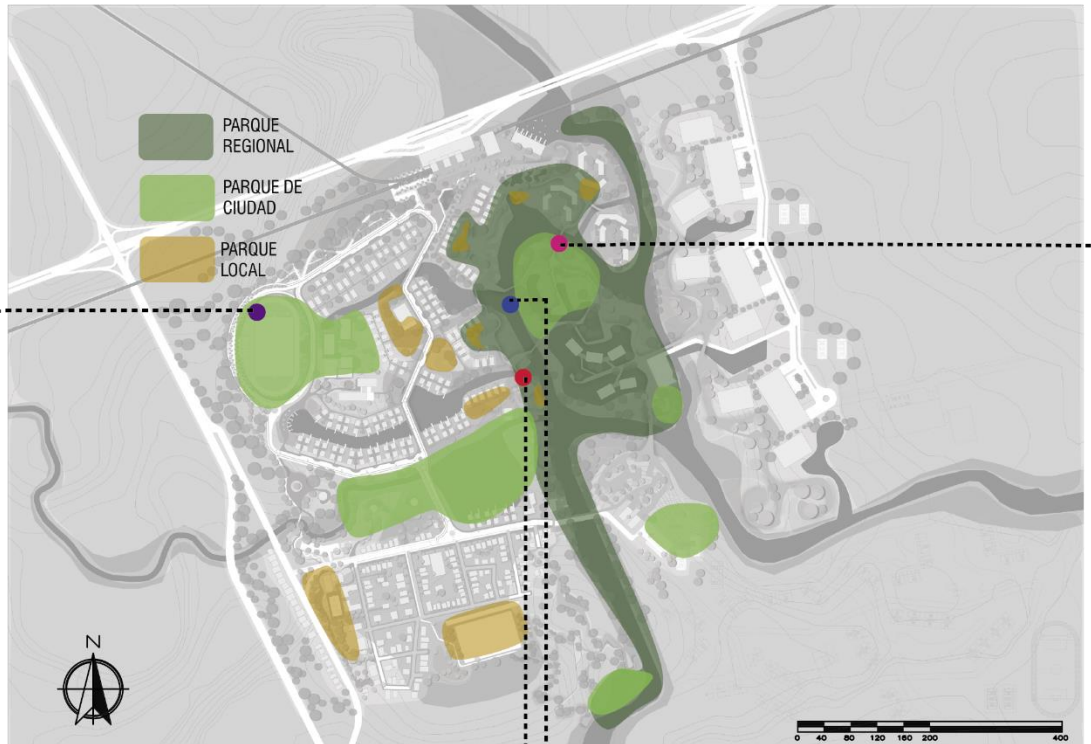 PARQUE
REGIONAL
PARQUE DE
CIUDAD
PARQUE
LOCAL
N
0 40 80 120 160 200 400